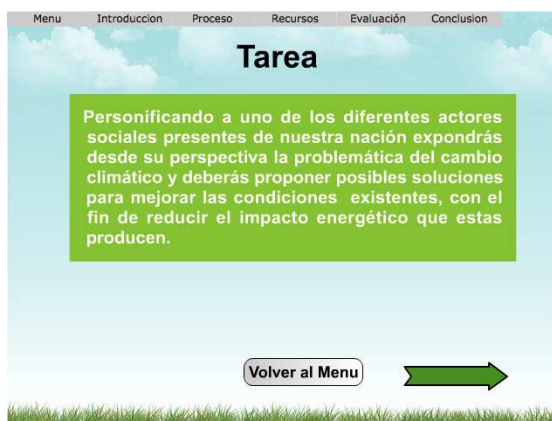 Menu Introduccion Proceso Recursos Evaluación Conclusion
Tarea
Personificando a uno de los diferentes actores
sociales presentes de nuestra nación expondrás
desde su perspectiva la problemática del cambio
climático y deberás proponer posibles soluciones
para mejorar las condiciones existentes, con el
fin de reducir el impacto energético que estas
producen.
Volver al Menu